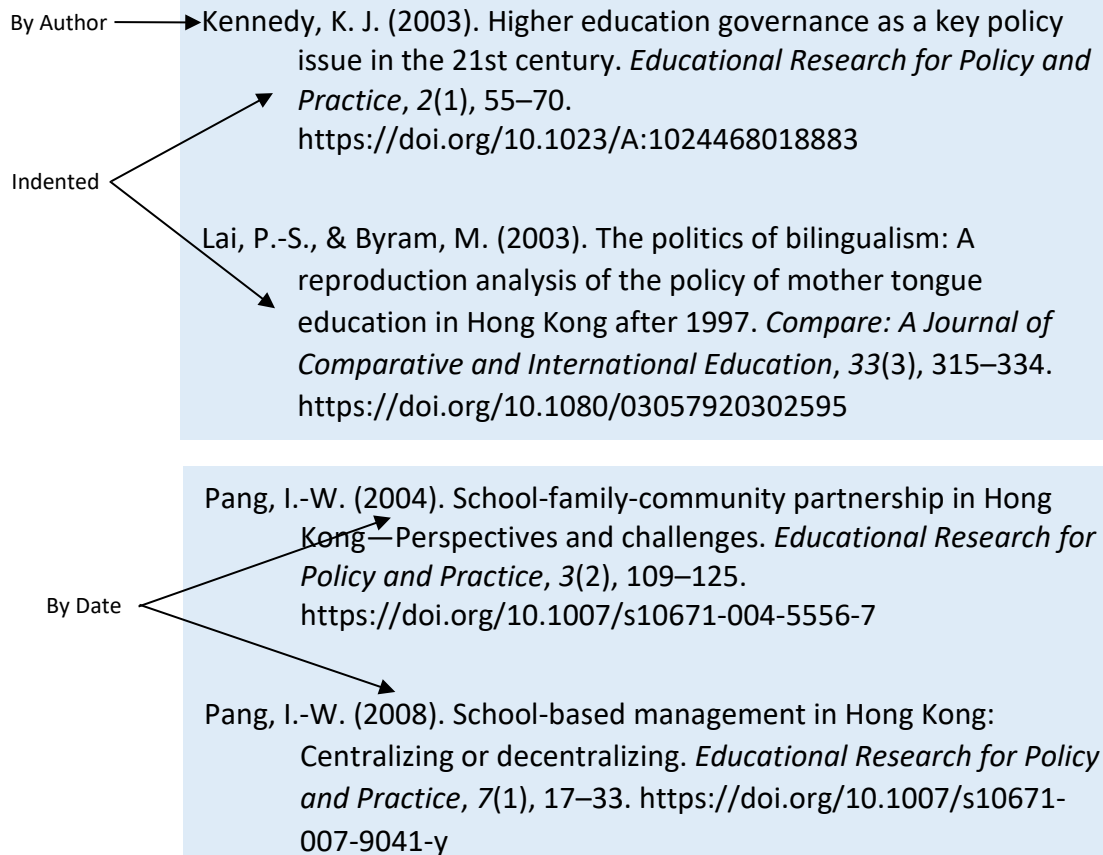 By Author
Kennedy, K. J. (2003). Higher education governance as a key policy
issue in the 21st century. Educational Research for Policy and
Practice, 2(1), 55–70.
https://doi.org/10.1023/A:1024468018883
Indented
Lai, P.-S., & Byram, M. (2003). The politics of bilingualism: A
reproduction analysis of the policy of mother tongue
education in Hong Kong after 1997. Compare: A Journal of
Comparative and International Education, 33(3), 315–334.
https://doi.org/10.1080/03057920302595
Pang, I.-W. (2004). School-family-community partnership in Hong
Kong—Perspectives and challenges. Educational Research for
Policy and Practice, 3(2), 109–125.
https://doi.org/10.1007/s10671-004-5556-7
By Date
Pang, I.-W. (2008). School-based management in Hong Kong:
Centralizing or decentralizing. Educational Research for Policy
and Practice, 7(1), 17–33. https://doi.org/10.1007/s10671-
007-9041-y